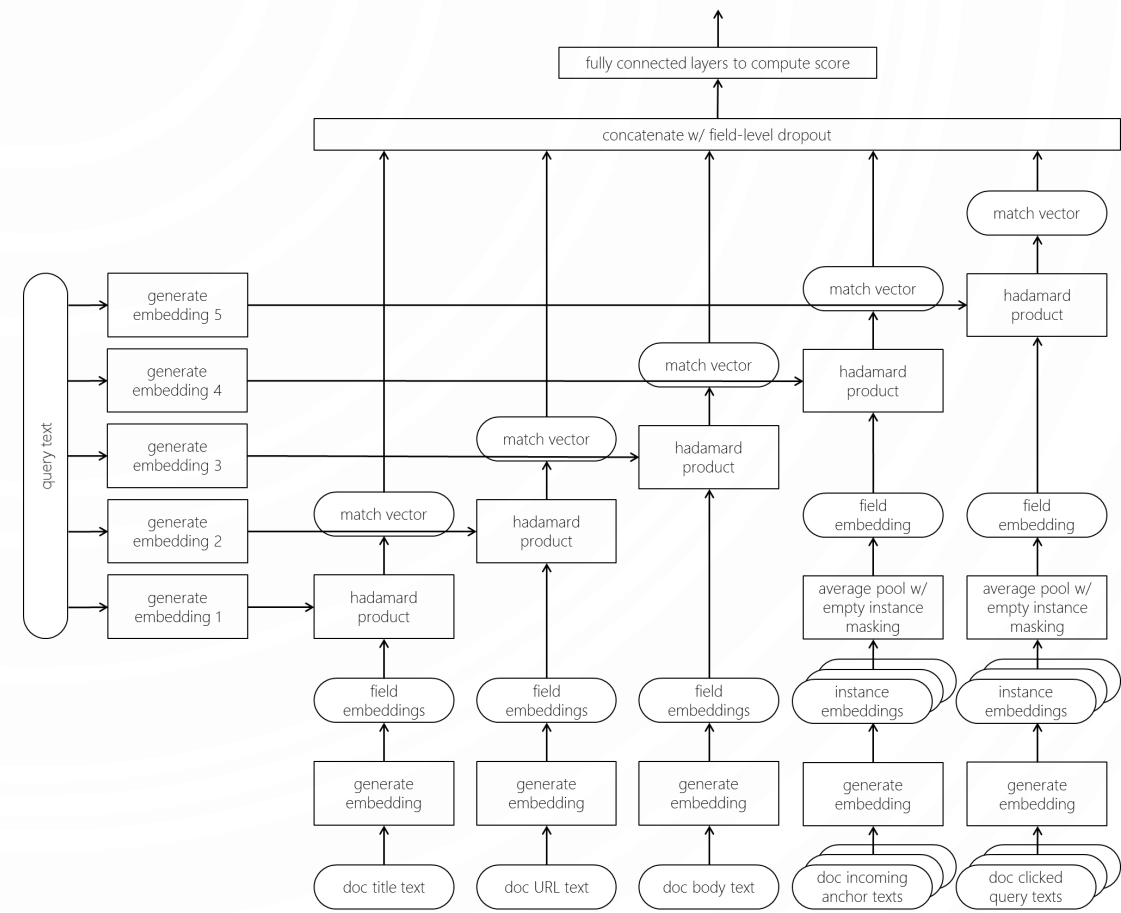 fully connected layers to compute score
concatenate w/ field-level dropout
match vector
query text
generate
embedding 5
match vector
hadamard
product
generate
embedding 4
match vector
hadamard
product
generate
embedding 3
match vector
hadamard
product
generate
embedding 2
match vector
hadamard
product
field
embedding
field
embedding
generate
embedding 1
hadamard
product
average pool w/
empty instance
masking
average pool w/
empty instance
masking
field
embeddings
field
embeddings
field
embeddings
instance
embeddings
instance
embeddings
generate
embedding
generate
embedding
generate
embedding
generate
embedding
generate
embedding
doc title text
doc URL text
doc body text
doc incoming
anchor texts
doc clicked
query texts